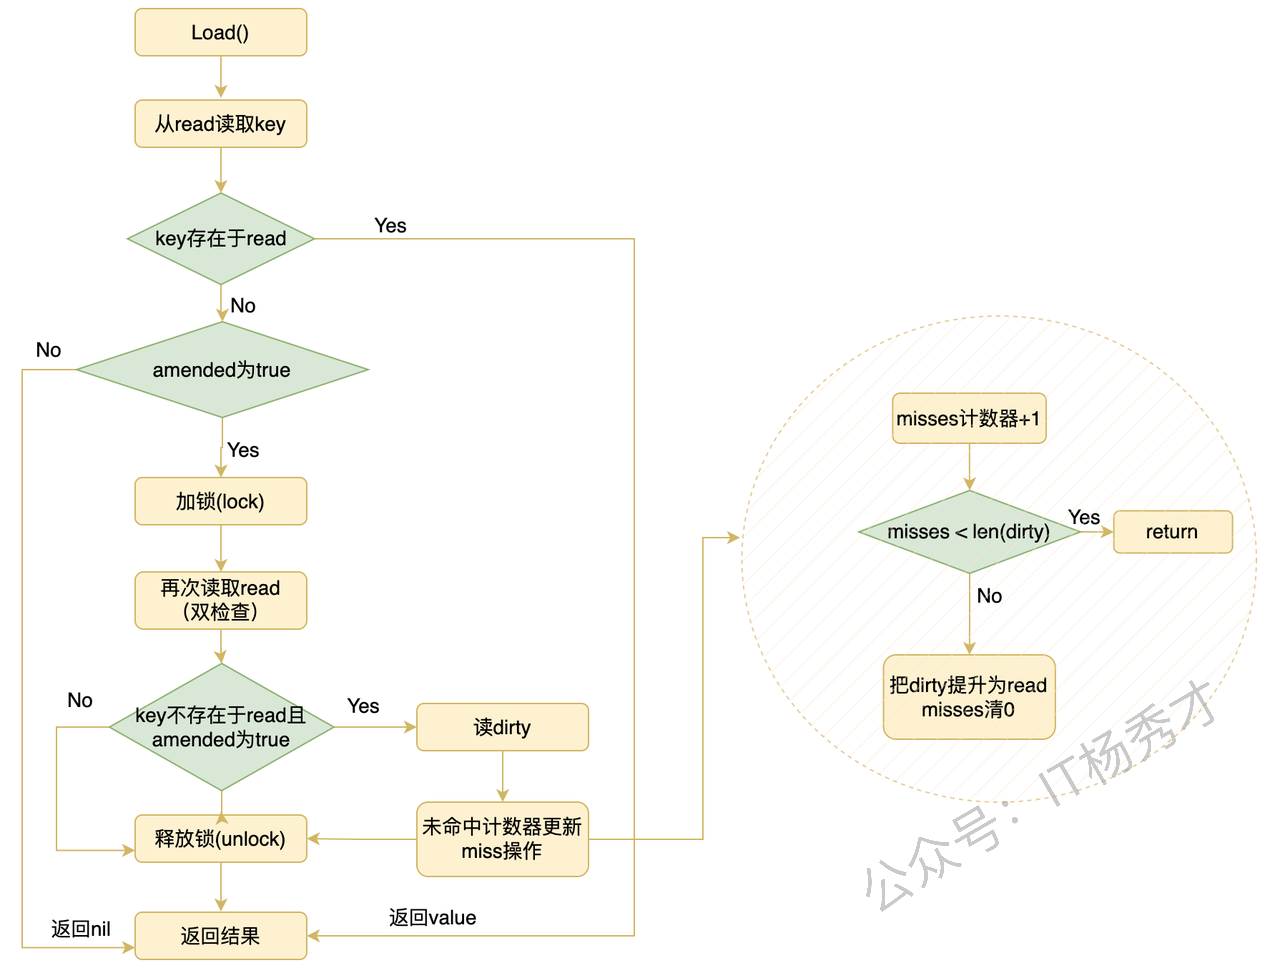 Load()
从read读取key
key存在于read
Yes
No
amended为true
No
Yes
加锁(lock)
再次读取read
（双检查）
key不存在于read且
amended为true
No
Yes
读dirty
未命中计数器更新
miss操作
释放锁(unlock)
返回nil
返回value
返回结果
misses计数器+1
misses < len(dirty)
Yes
return
No
把dirty提升为read
misses清0
公众号：IT杨秀才